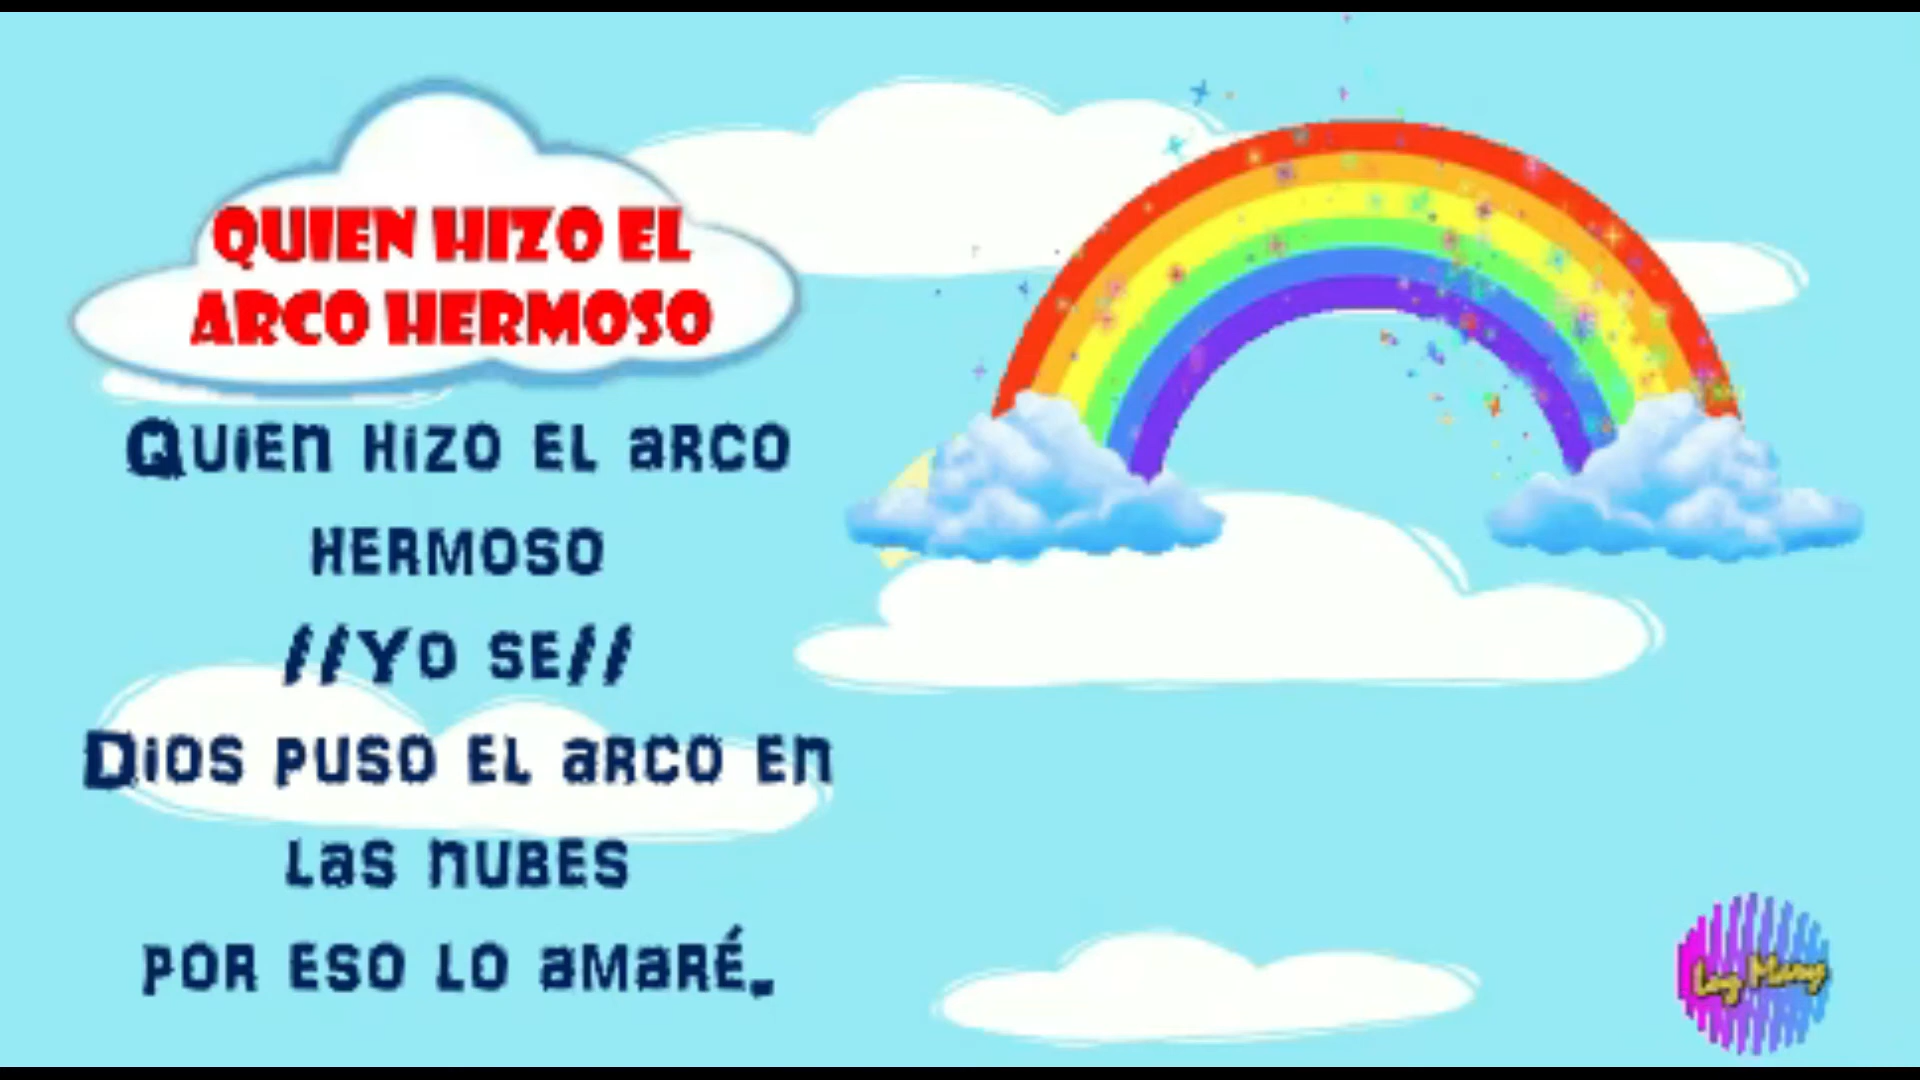 QUIEN HIZO EL
ARCO HERMOSO
Quien hizo el arco
hermoso
//Yo se//
Dios puso el arco en
las nubes
por eso lo amaré.